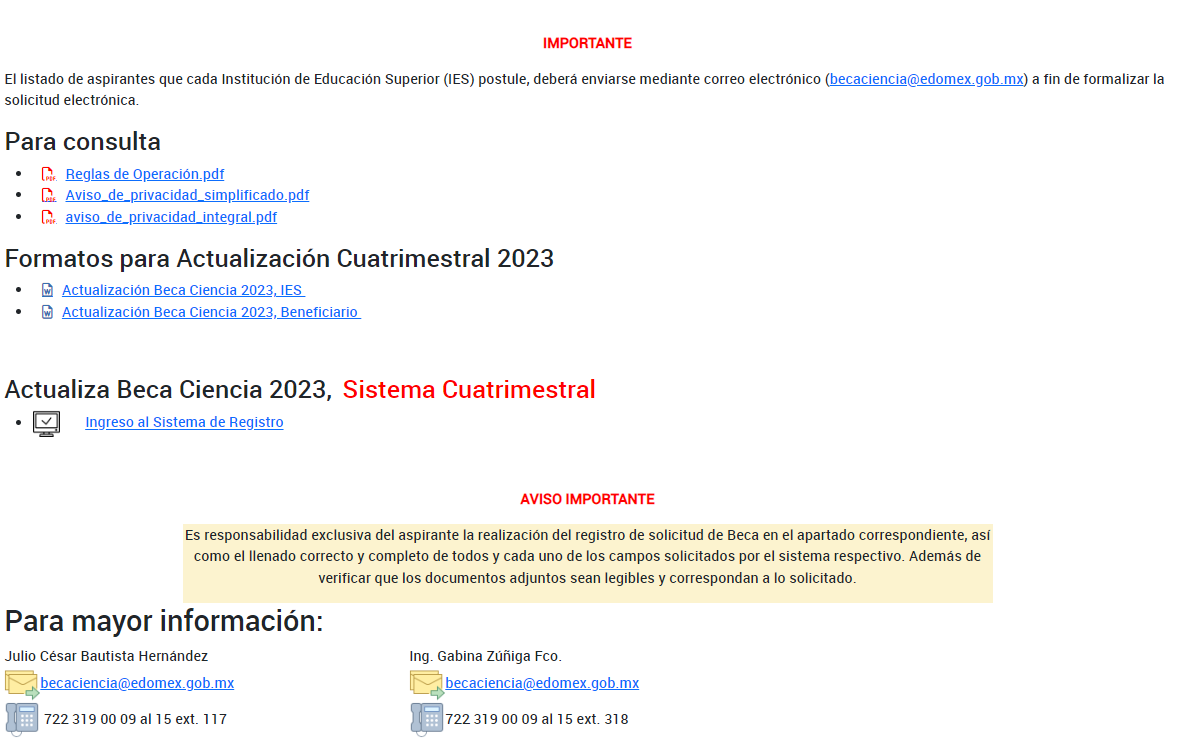 IMPORTANTE
El listado de aspirantes que cada Institución de Educación Superior (IES) postule, deberá enviarse mediante correo electrónico (becaciencia@edomex.gob.mx) a fin de formalizar la
solicitud electrónica.
Para consulta
Reglas de Operación.pdf
Aviso_de_privacidad_simplificado.pdf
aviso_de_privacidad_integral.pdf
Formatos para Actualización Cuatrimestral 2023
Actualización Beca Ciencia 2023, IES
Actualización Beca Ciencia 2023, Beneficiario
Actualiza Beca Ciencia 2023, Sistema Cuatrimestral
Ingreso al Sistema de Registro
AVISO IMPORTANTE
Es responsabilidad exclusiva del aspirante la realización del registro de solicitud de Beca en el apartado correspondiente, así
como el llenado correcto y completo de todos y cada uno de los campos solicitados por el sistema respectivo. Además de
verificar que los documentos adjuntos sean legibles y correspondan a lo solicitado.
Para mayor información:
Julio César Bautista Hernández
becaciencia@edomex.gob.mx
722 319 00 09 al 15 ext. 117
Ing. Gabina Zúñiga Fco.
becaciencia@edomex.gob.mx
722 319 00 09 al 15 ext. 318